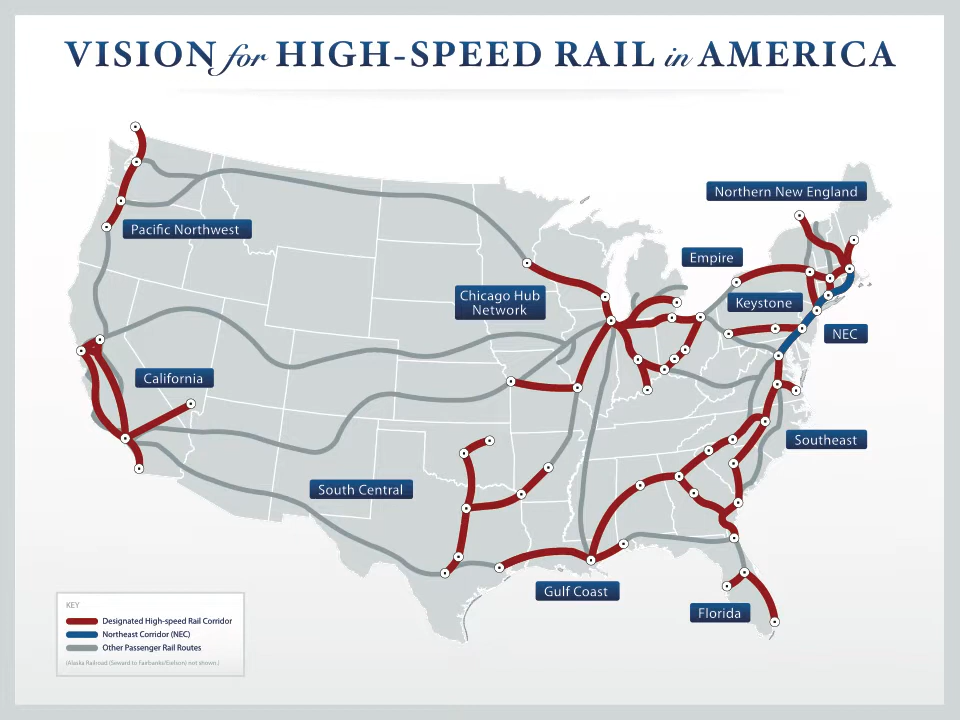 VISION for HIGH-SPEED RAIL in AMERICA
Northern New England
Pacific Northwest
Empire
Chicago Hub
Network
Keystone
NEC
California
Southeast
South Central
Gulf Coast
Florida
KEY
Designated High-speed Rail Corridor
Northeast Corridor (NEC)
Other Passenger Rail Routes
(Alaska Railroad (Seward to Fairbanks/Eielson) not shown.)